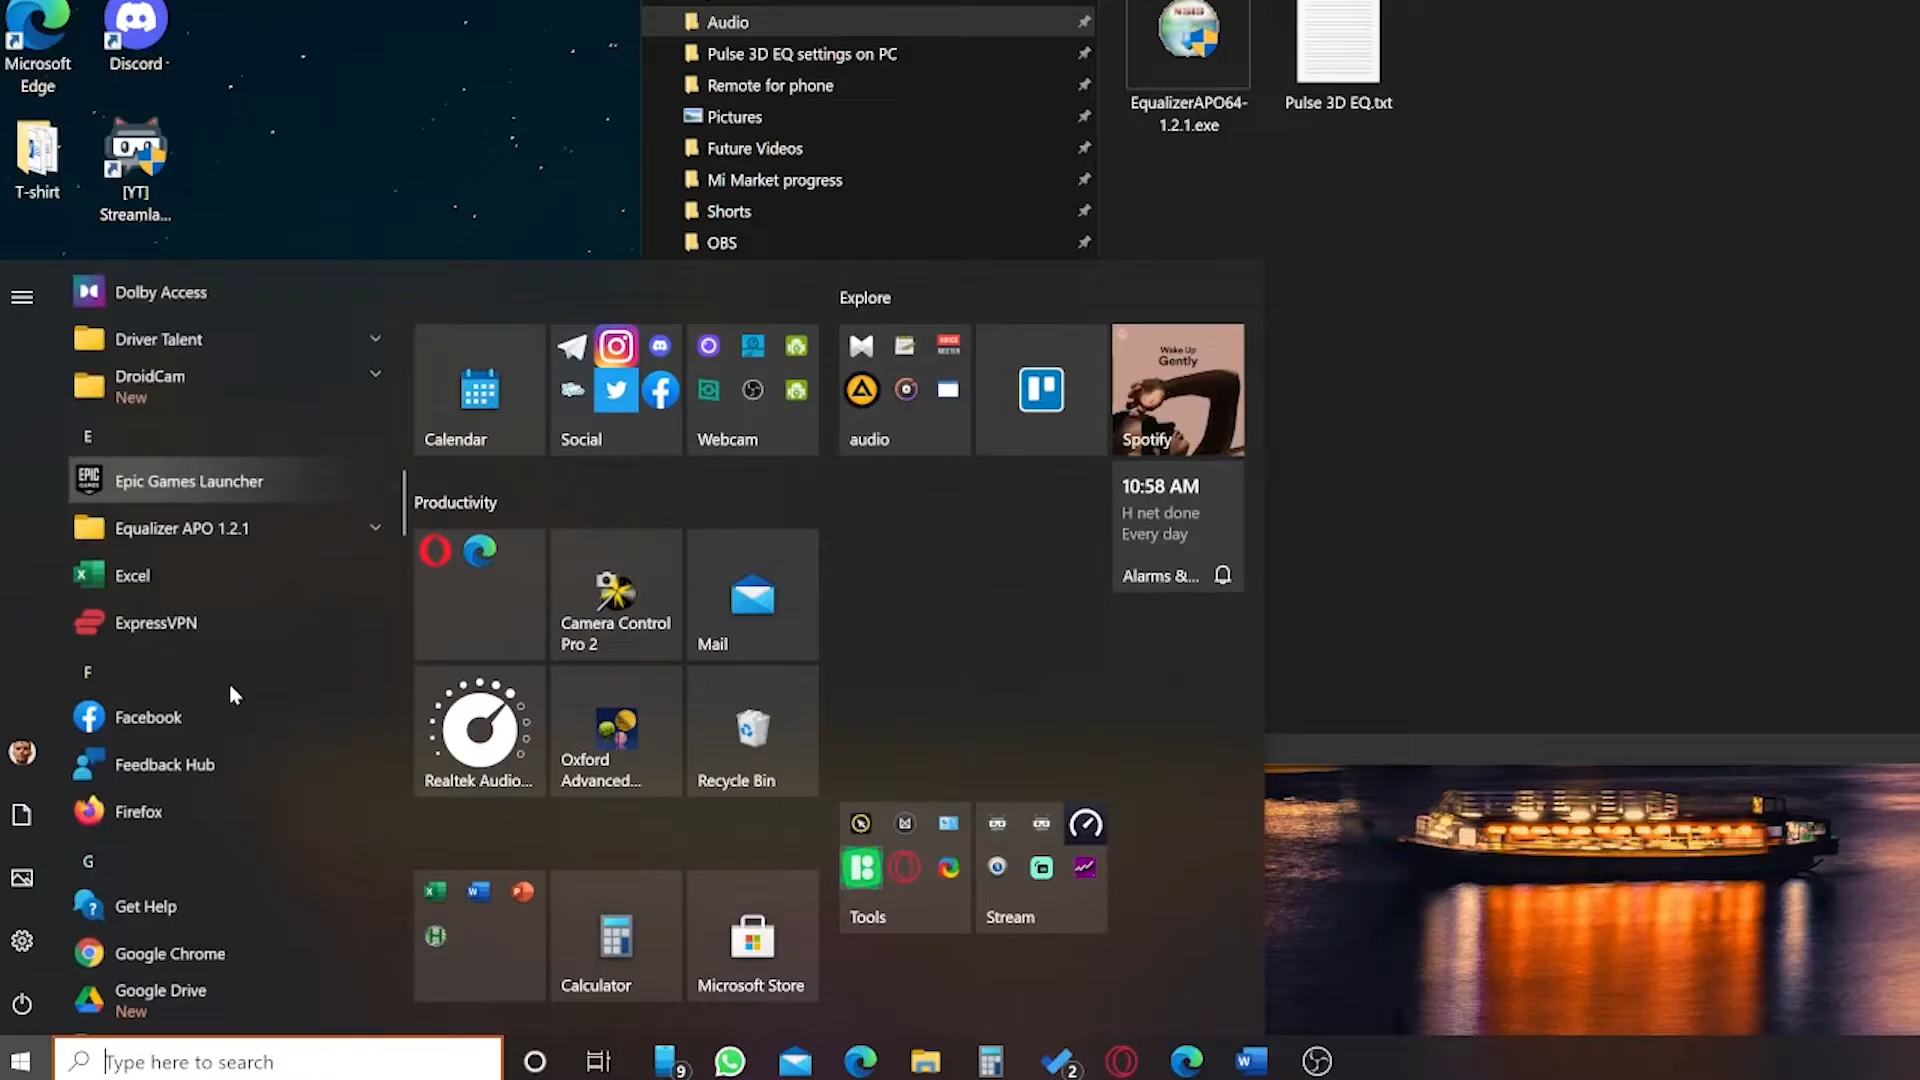 Microsoft
Edge
Discord
T-shirt
[YT]
Streamla...
Audio
Pulse 3D EQ settings on PC
Remote for phone
Pictures
Future Videos
Mi Market progress
Shorts
OBS
EqualizerAPO64-
1.2.1.exe
Pulse 3D EQ.txt
Dolby Access
Driver Talent
DroidCam
New
E
Epic Games Launcher
Equalizer APO 1.2.1
Excel
ExpressVPN
F
Facebook
Feedback Hub
Firefox
G
Get Help
Google Chrome
Google Drive
New
Calendar
Social
Webcam
Productivity
Camera Control
Pro 2
Mail
Realtek Audio...
Oxford
Advanced...
Recycle Bin
Calculator
Microsoft Store
Explore
audio
Wake Up
Gently
Spotify
10:58 AM
H net done
Every day
Alarms &...
Tools
Stream
Type here to search
9
2